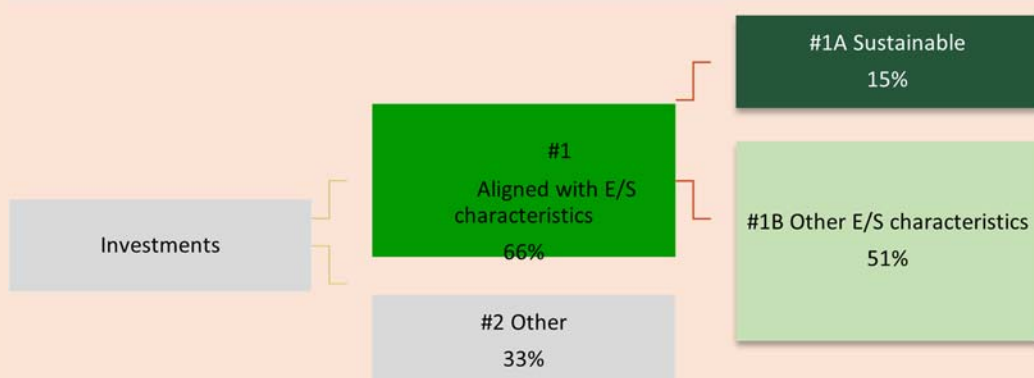 #1A Sustainable
15%
#1
Aligned with E/S
characteristics
66%
Investments
#1B Other E/S characteristics
51%
#2 Other
33%